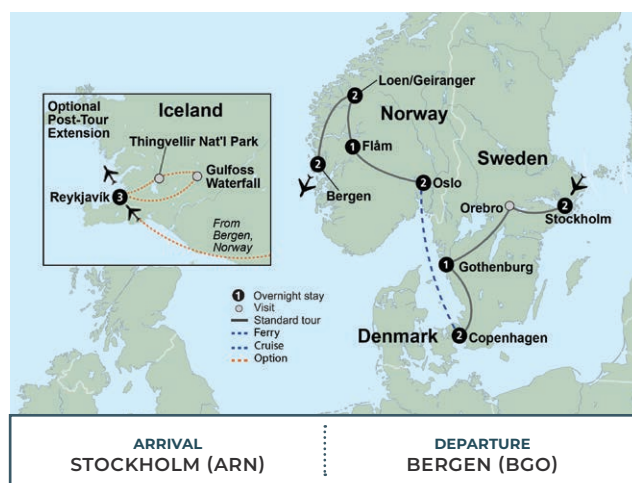 Optional
Post-Tour
Extension
Iceland
Thingvellir Nat'l Park
Gulfoss
Waterfall
Reykjavik
3
From
Bergen,
Norway
2
Loen/Geiranger
Norway
1
Flåm
2
Bergen
2
Oslo
Sweden
Orebro
2
Stockholm
1
Gothenburg
Denmark
2
Copenhagen
1 Overnight stay
Visit
Standard tour
Ferry
Cruise
Option
ARRIVAL
STOCKHOLM (ARN)
DEPARTURE
BERGEN (BGO)